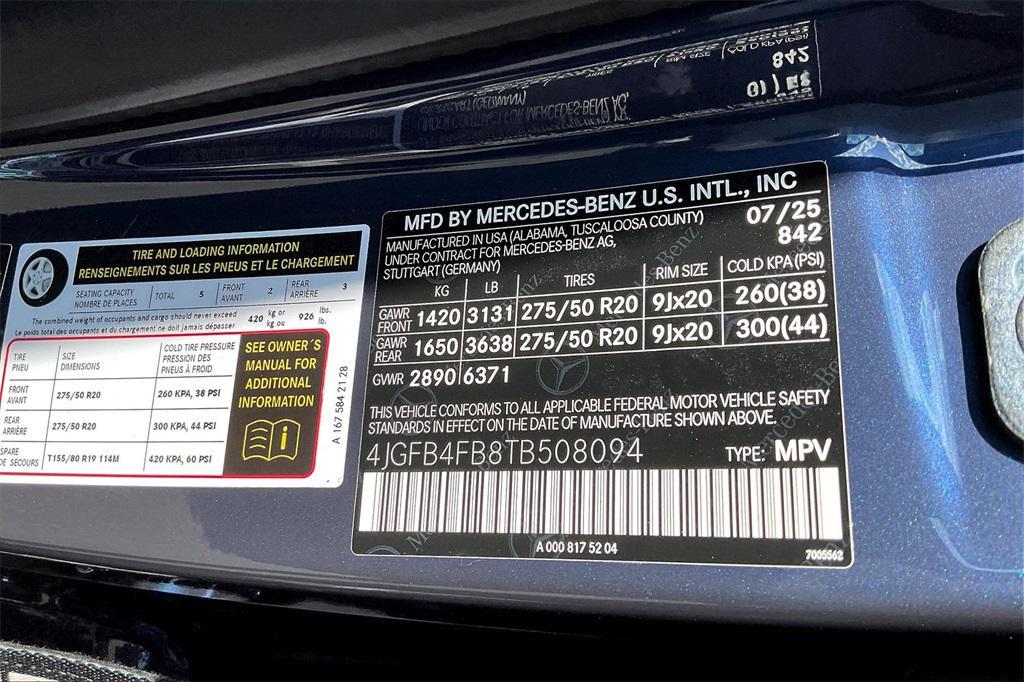 TIRE AND LOADING INFORMATION
RENSEIGNEMENTS SUR LES PNEUS ET LE CHARGEMENT
SEATING CAPACITY
NOMBRE DE PLACES
TOTAL 5
FRONT
AVANT
2
REAR
ARRIÈRE
3
The combined weight of occupants and cargo should never exceed
Le poids total des occupants et du chargement ne doit jamais dépasser
420 kg or
kg ou
926 lbs.
lb.
TIRE
PNEU
SIZE
DIMENSIONS
COLD TIRE PRESSURE
PRESSION DES
PNEUS À FROID
FRONT
AVANT
275/50 R20
260 KPA, 38 PSI
REAR
ARRIÈRE
275/50 R20
300 KPA, 44 PSI
SPARE
DE SECOURS
T155/80 R19 114M
420 KPA, 60 PSI
SEE OWNER´S
MANUAL FOR
ADDITIONAL
INFORMATION
A 167 584 21 28
MFD BY MERCEDES-BENZ U.S. INTL., INC
MANUFACTURED IN USA (ALABAMA, TUSCALOOSA COUNTY) 07/25
UNDER CONTRACT FOR MERCEDES-BENZ AG, 842
STUTTGART (GERMANY)
KG LB TIRES RIM SIZE COLD KPA(PSI)
GAWR
FRONT
1420 3131 275/50 R20 9Jx20 260(38)
GAWR
REAR
1650 3638 275/50 R20 9Jx20 300(44)
GVWR 2890 6371
THIS VEHICLE CONFORMS TO ALL APPLICABLE FEDERAL MOTOR VEHICLE SAFETY
STANDARDS IN EFFECT ON THE DATE OF MANUFACTURE SHOWN ABOVE.
4JGFB4FB8TB508094 TYPE: MPV
A 000 817 52 04
7005562